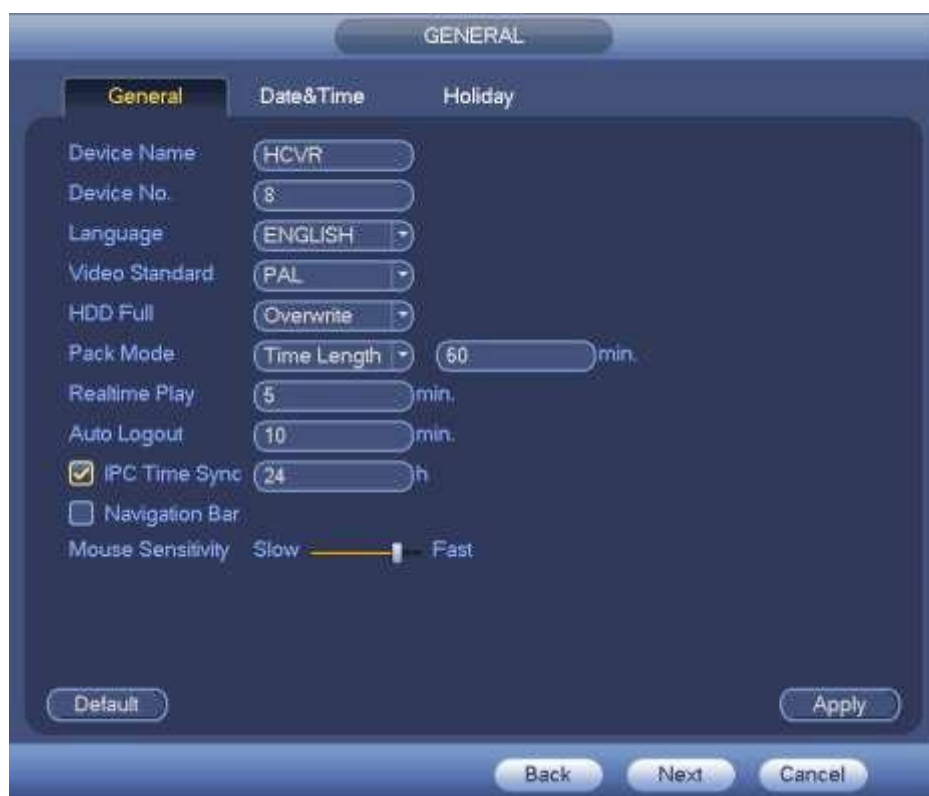 GENERAL
General Date&Time Holiday
Device Name HCVR
Device No. 8
Language ENGLISH
Video Standard PAL
HDD Full Overwrite
Pack Mode Time Length 60 min.
Realtime Play 5 min.
Auto Logout 10 min.
IPC Time Sync 24 h
Navigation Bar
Mouse Sensitivity Slow Fast
Default Apply
Back Next Cancel